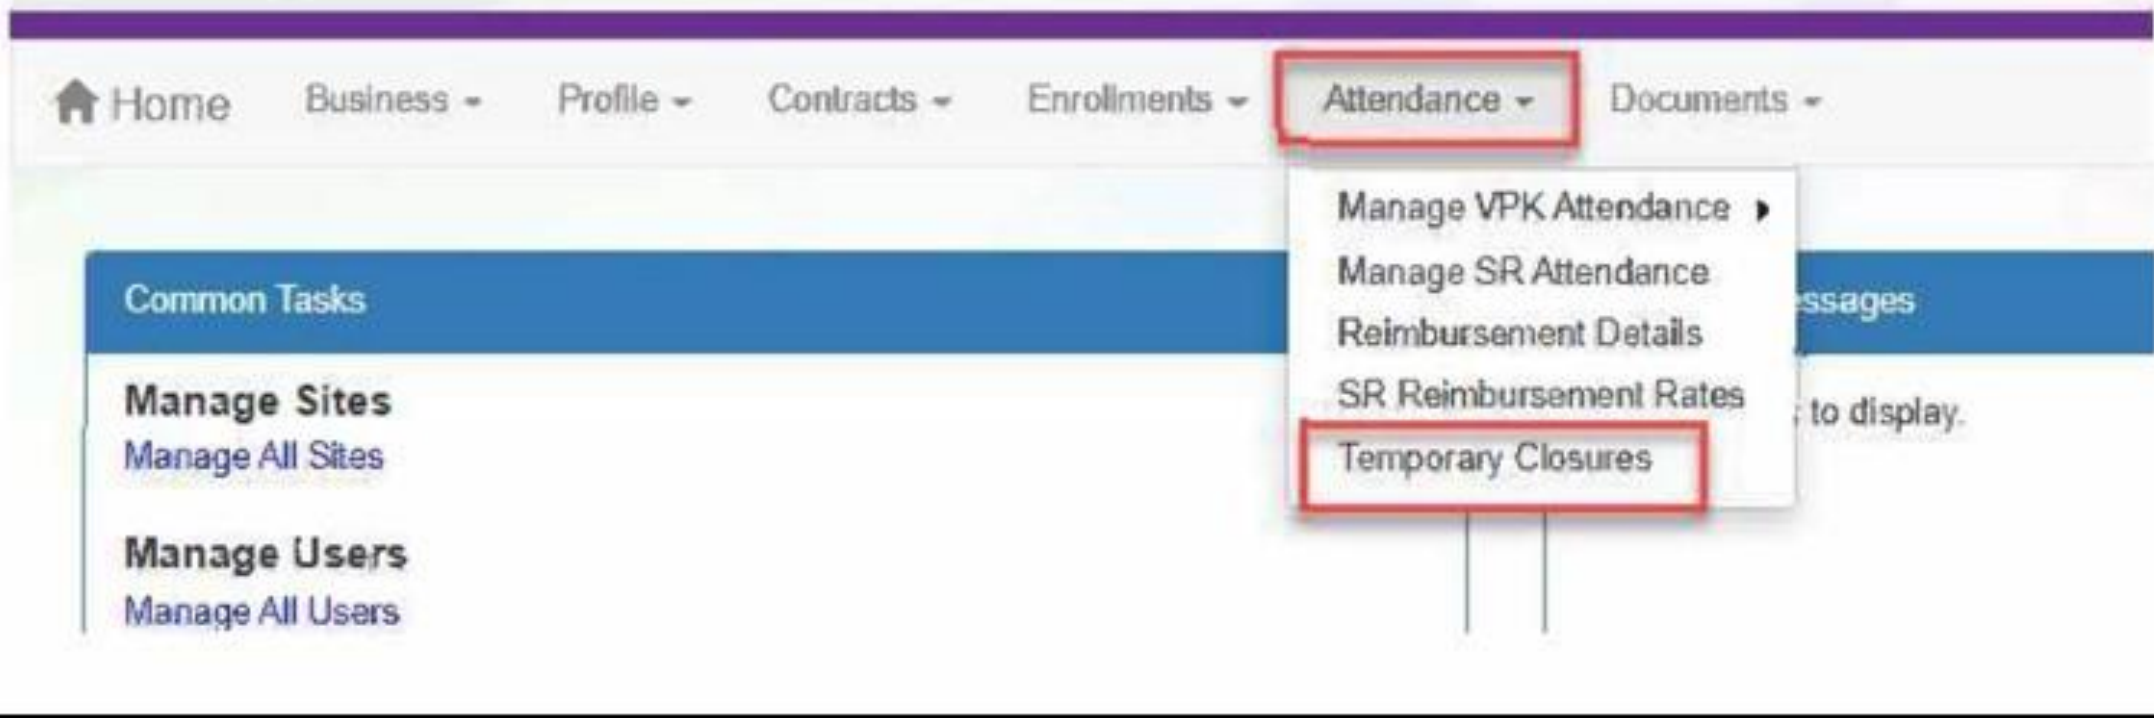 Home Business Profile Contracts Enrollments Attendance Documents
Manage VPK Attendance
Manage SR Attendance
Reimbursement Details
SR Reimbursement Rates
Temporary Closures
Common Tasks
ssages
Manage Sites
to display.
Manage All Sites
Manage Users
Manage All Users